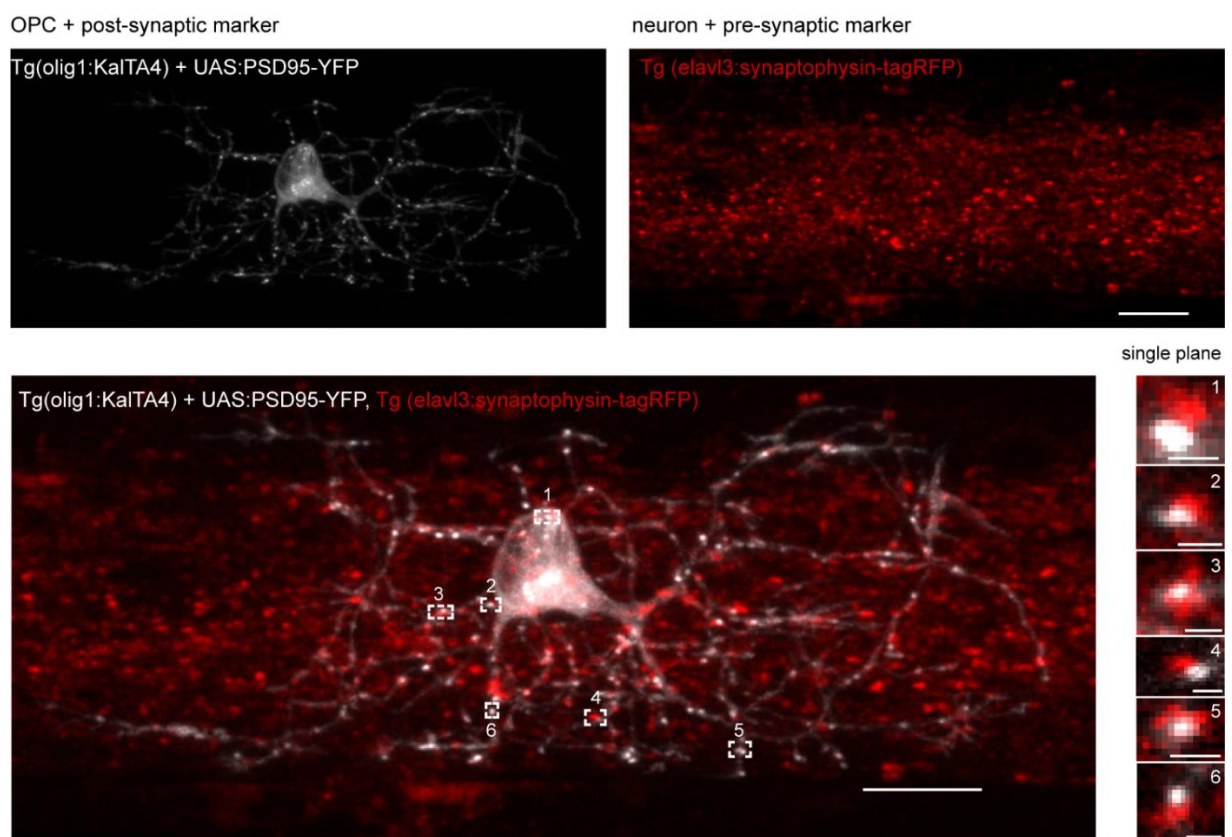 OPC + post-synaptic marker
neuron + pre-synaptic marker
Tg(olig1:KalTA4) + UAS:PSD95-YFP
Tg (elavl3:synaptophysin-tagRFP)
single plane
Tg(olig1:KalTA4) + UAS:PSD95-YFP, Tg (elavl3:synaptophysin-tagRFP)
1
2
3
4
5
6
1
2
3
4
5
6